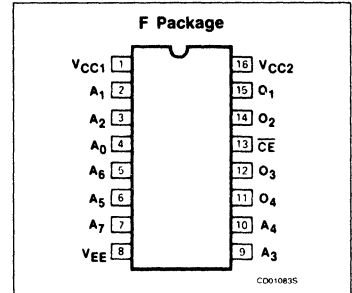 F Package
VCC1 1 16 VCC2
A1 2 15 O1
A2 3 14 O2
A0 4 13 C̅E̅
A6 5 12 O3
A5 6 11 O4
A7 7 10 A4
VEE 8 9 A3
CD01083S